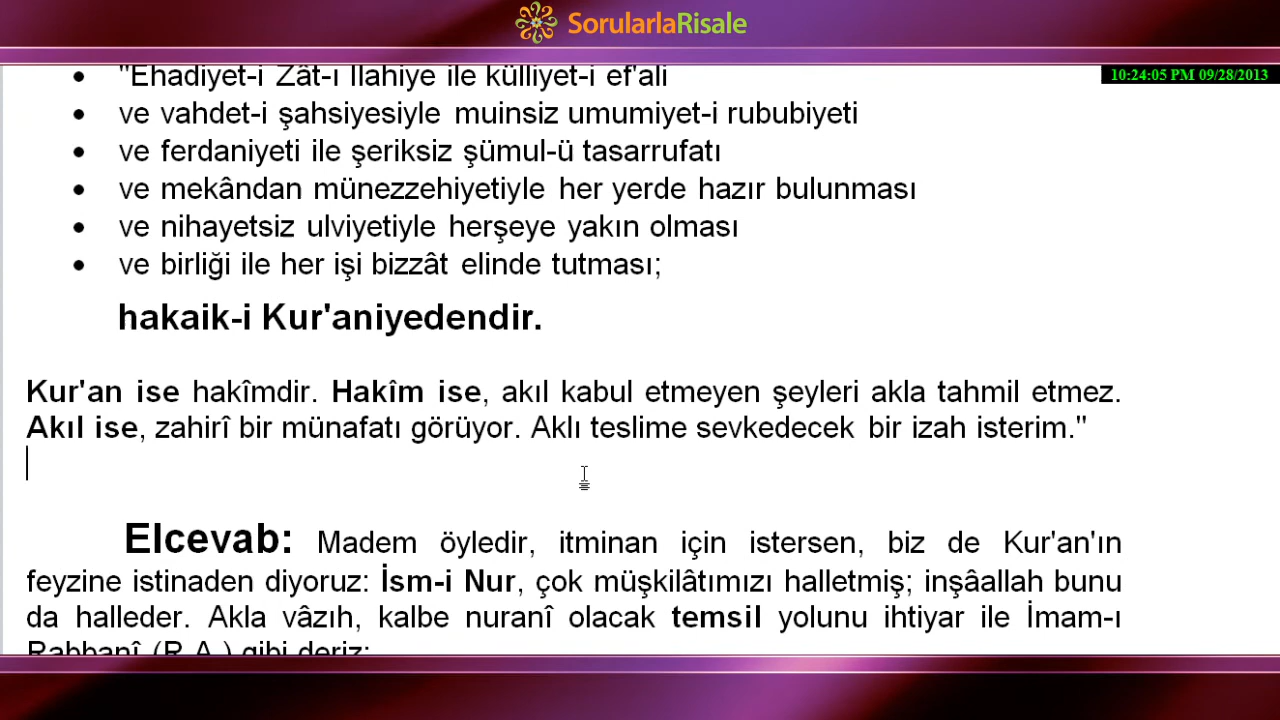 SorularlaRisale
10:24:05 PM 09/28/2013
• "Ehadiyet-i Zât-ı İlahiye ile külliyet-i ef'ali
• ve vahdet-i şahsiyesiyle muinsiz umumiyet-i rububiyeti
• ve ferdaniyeti ile şeriksiz şümul-ü tasarrufatı
• ve mekândan münezzehiyetiyle her yerde hazır bulunması
• ve nihayetsiz ulviyetiyle herşeye yakın olması
• ve birliği ile her işi bizzât elinde tutması;
hakaik-i Kur'aniyedendir.
Kur'an ise hakîmdir. Hakîm ise, akıl kabul etmeyen şeyleri akla tahmil etmez.
Akıl ise, zahirî bir münafatı görüyor. Aklı teslime sevkedecek bir izah isterim."
Elcevab: Madem öyledir, itminan için istersen, biz de Kur'an'ın
feyzine istinaden diyoruz: İsm-i Nur, çok müşkilâtımızı halletmiş; inşâallah bunu
da halleder. Akla vâzıh, kalbe nuranî olacak temsil yolunu ihtiyar ile İmam-ı
Rabbanî (R.A.) gibi deriz: